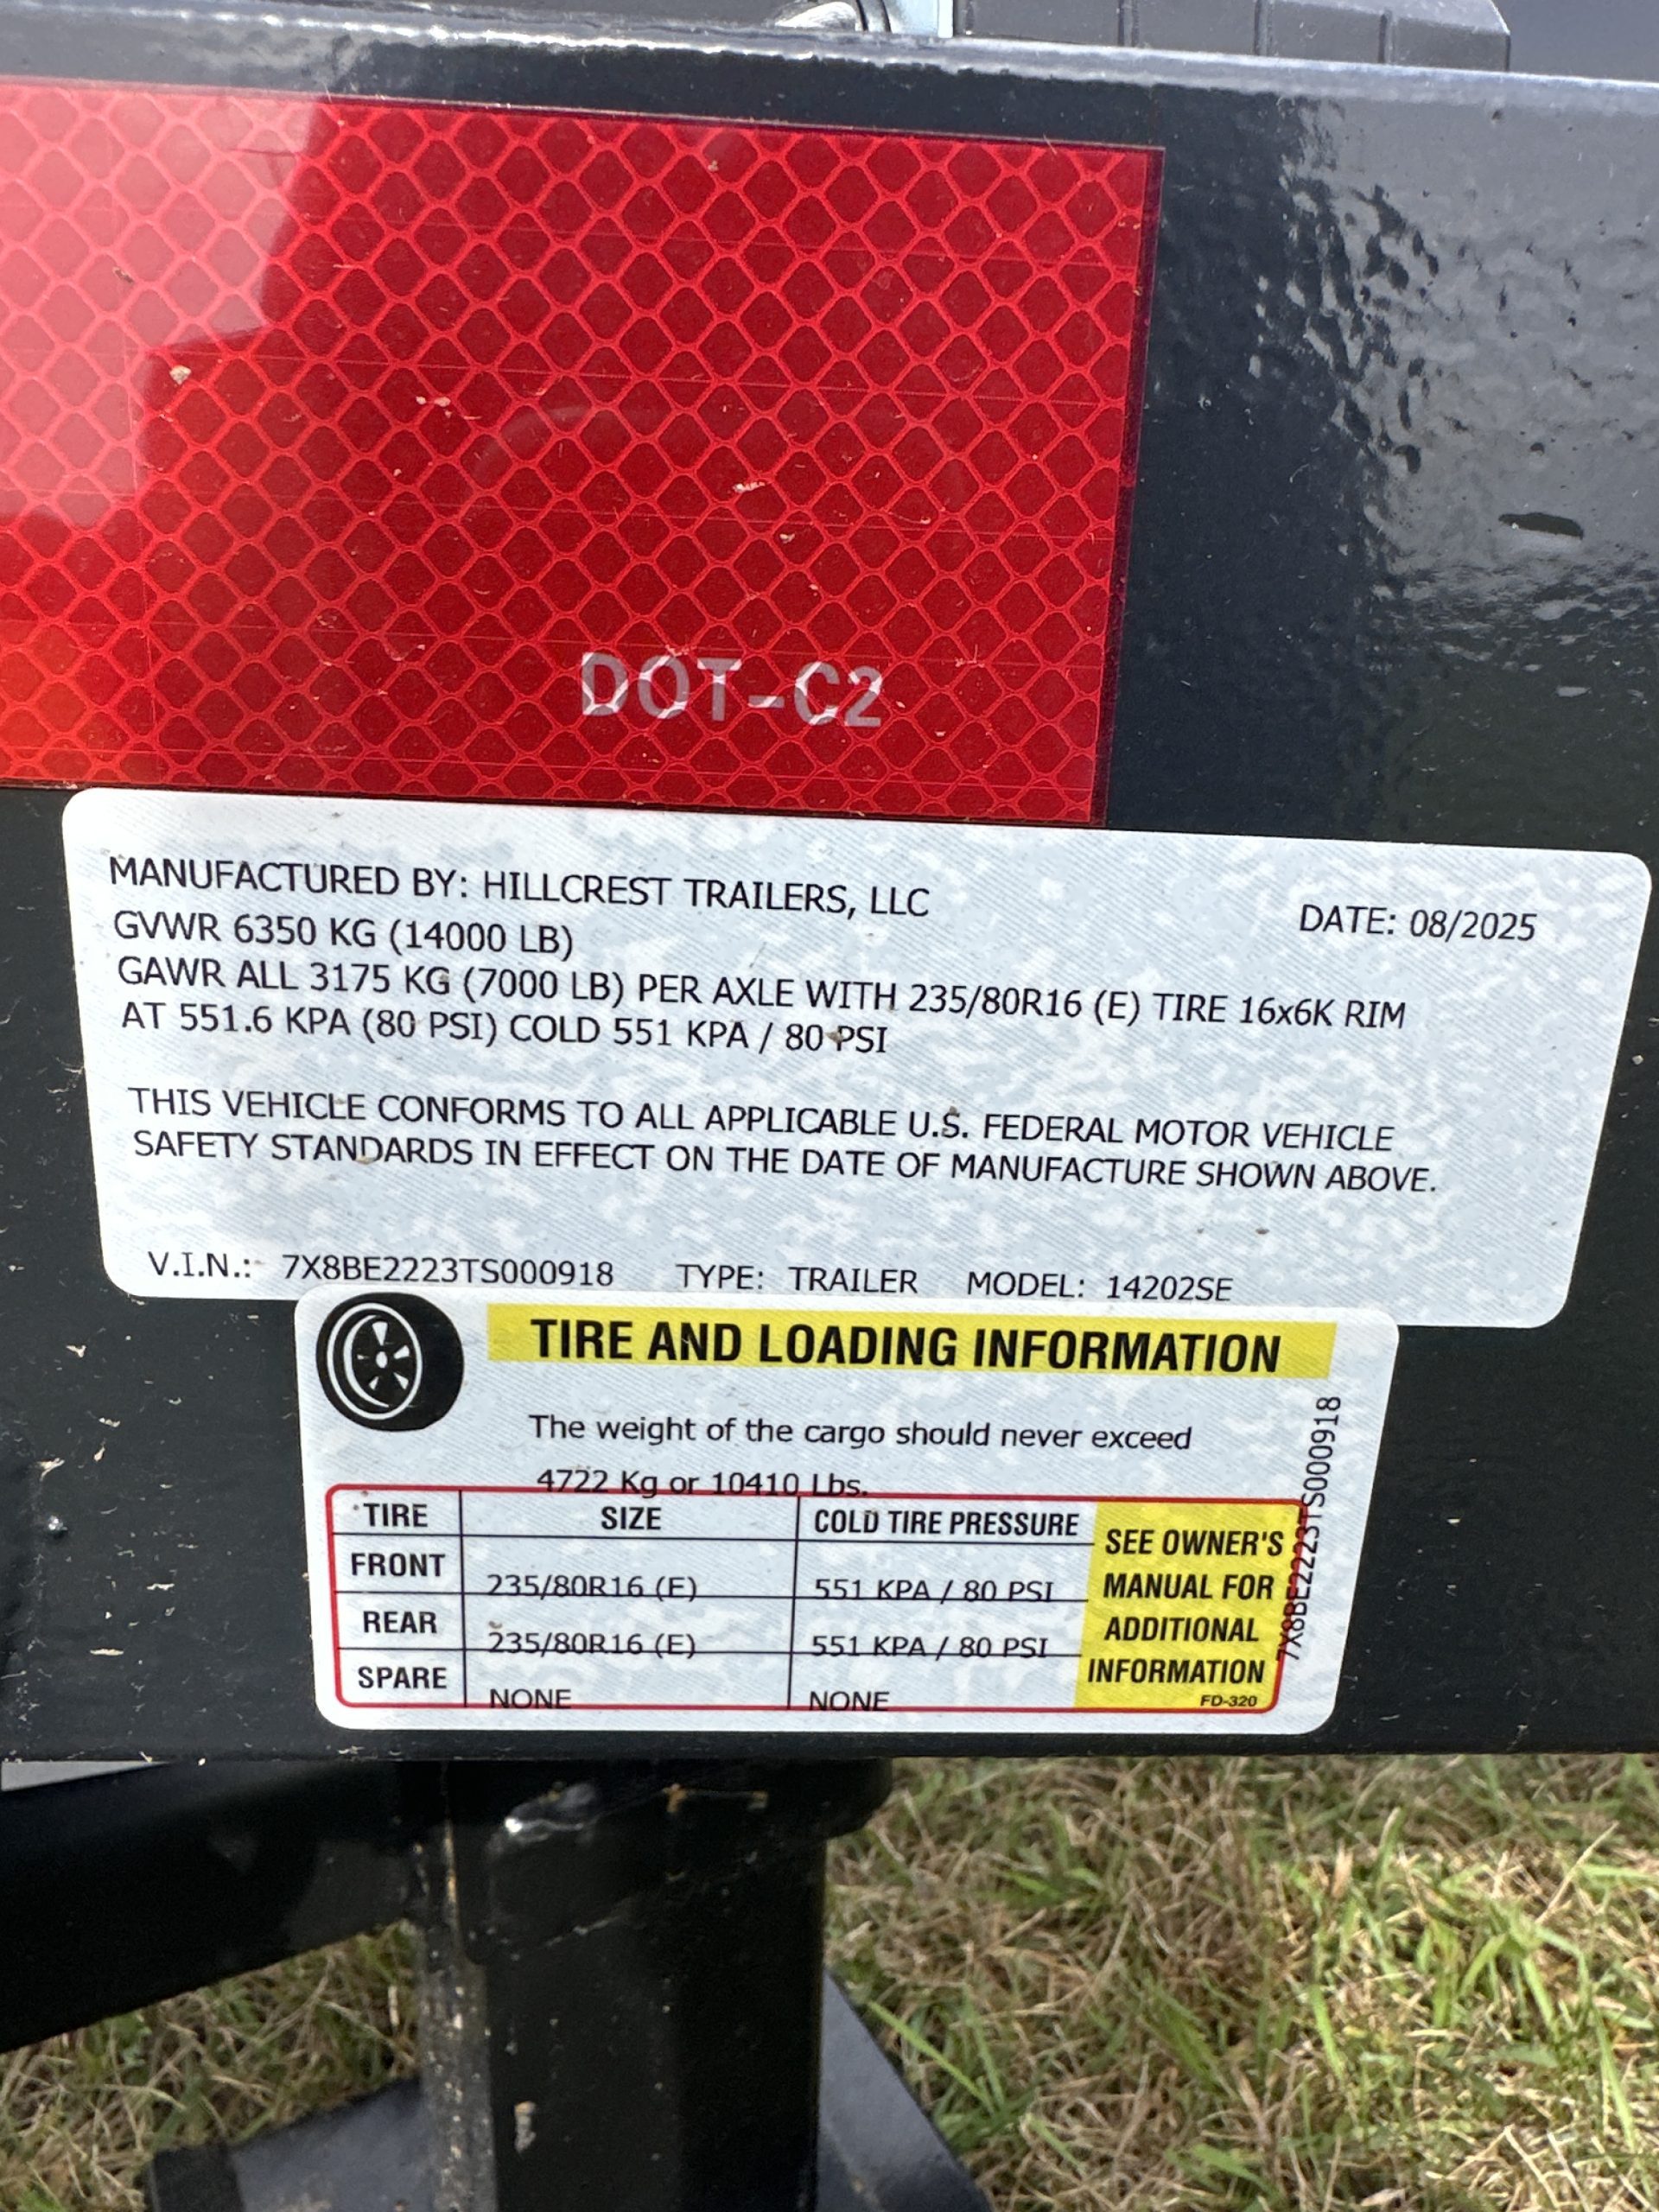 DOT-C2
MANUFACTURED BY: HILLCREST TRAILERS, LLC
DATE: 08/2025
GVWR 6350 KG (14000 LB)
GAWR ALL 3175 KG (7000 LB) PER AXLE WITH 235/80R16 (E) TIRE 16x6K RIM
AT 551.6 KPA (80 PSI) COLD 551 KPA / 80 PSI
THIS VEHICLE CONFORMS TO ALL APPLICABLE U.S. FEDERAL MOTOR VEHICLE
SAFETY STANDARDS IN EFFECT ON THE DATE OF MANUFACTURE SHOWN ABOVE.
V.I.N.: 7X8BE2223TS000918 TYPE: TRAILER MODEL: 14202SE
TIRE AND LOADING INFORMATION
The weight of the cargo should never exceed
4722 Kg or 10410 Lbs.
TIRE SIZE COLD TIRE PRESSURE
FRONT 235/80R16 (E) 551 KPA / 80 PSI
REAR 235/80R16 (E) 551 KPA / 80 PSI
SPARE NONE NONE
SEE OWNER'S
MANUAL FOR
ADDITIONAL
INFORMATION
FD-320
7X8BE2223TS000918